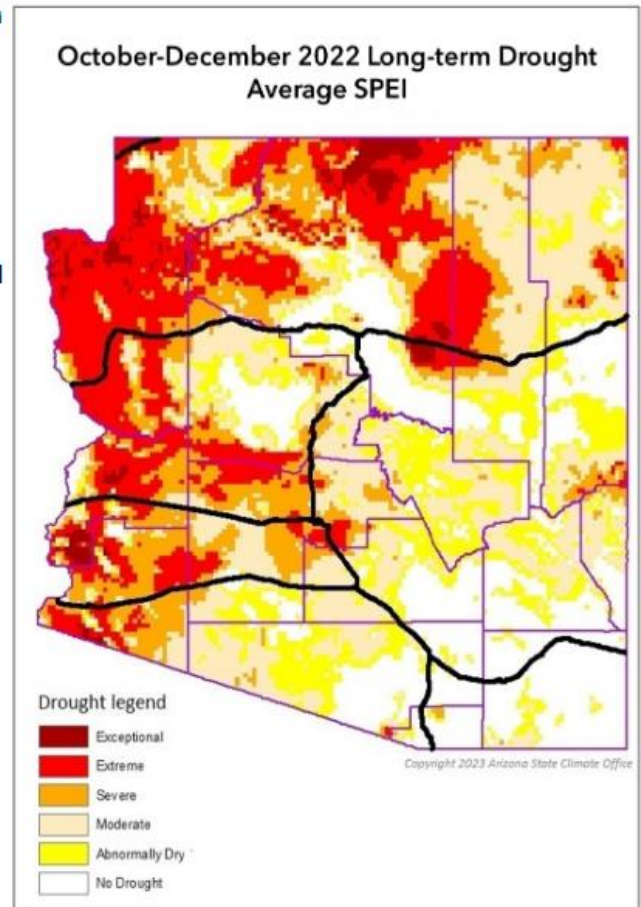 October-December 2022 Long-term Drought
Average SPEI
Drought legend
Exceptional
Extreme
Severe
Moderate
Abnormally Dry
No Drought
Copyright 2023 Arizona State Climate Office